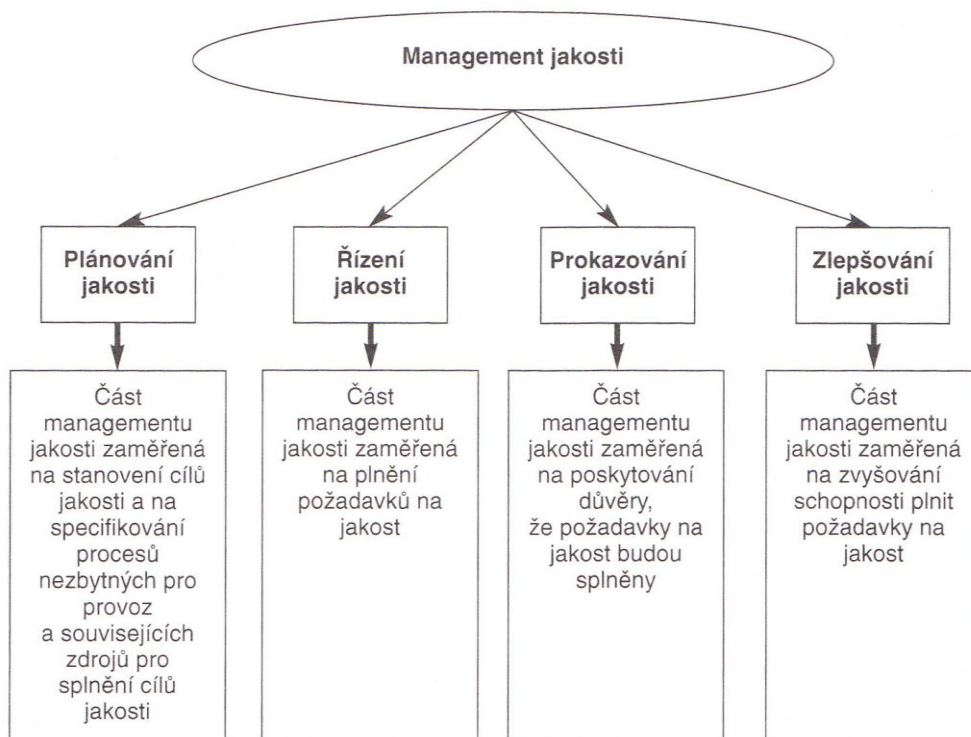 Management jakosti
Plánování
jakosti
Řízení
jakosti
Prokazování
jakosti
Zlepšování
jakosti
Část
managementu
jakosti zaměřená
na stanovení cílů
jakosti a na
specifikování
procesů
nezbytných pro
provoz
a souvisejících
zdrojů pro
splnění cílů
jakosti
Část
managementu
jakosti zaměřená
na plnění
požadavků na
jakost
Část
managementu
jakosti zaměřená
na poskytování
důvěry,
že požadavky na
jakost budou
splněny
Část
managementu
jakosti zaměřená
na zvyšování
schopnosti plnit
požadavky na
jakost